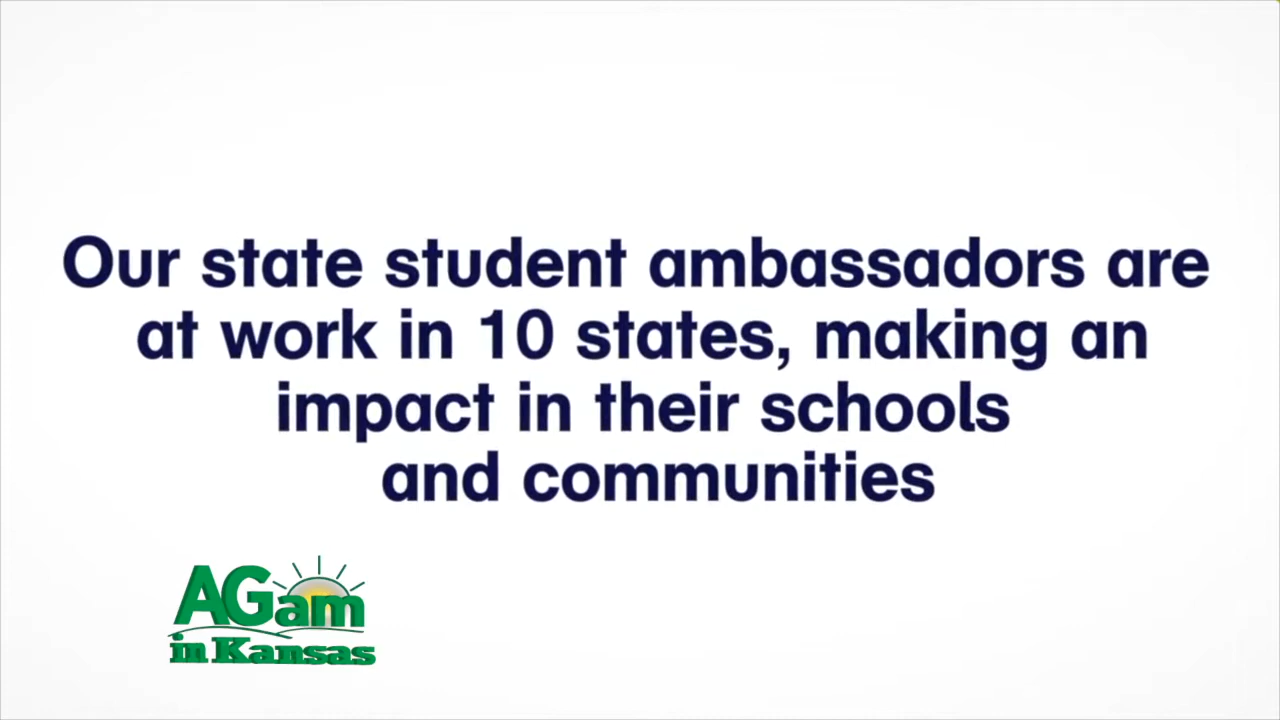 Our state student ambassadors are
at work in 10 states, making an
impact in their schools
and communities
AGam
in Kansas